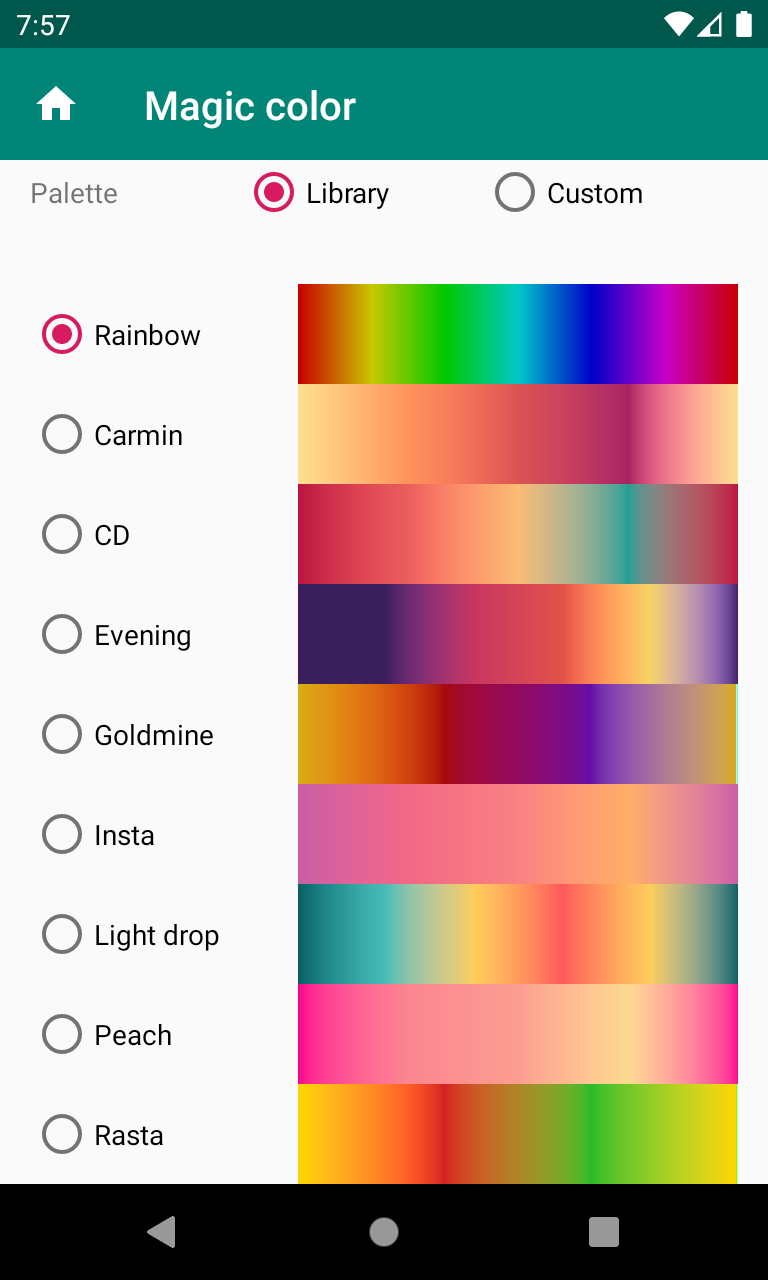 7:57
Magic color
Palette Library Custom
Rainbow
Carmin
CD
Evening
Goldmine
Insta
Light drop
Peach
Rasta